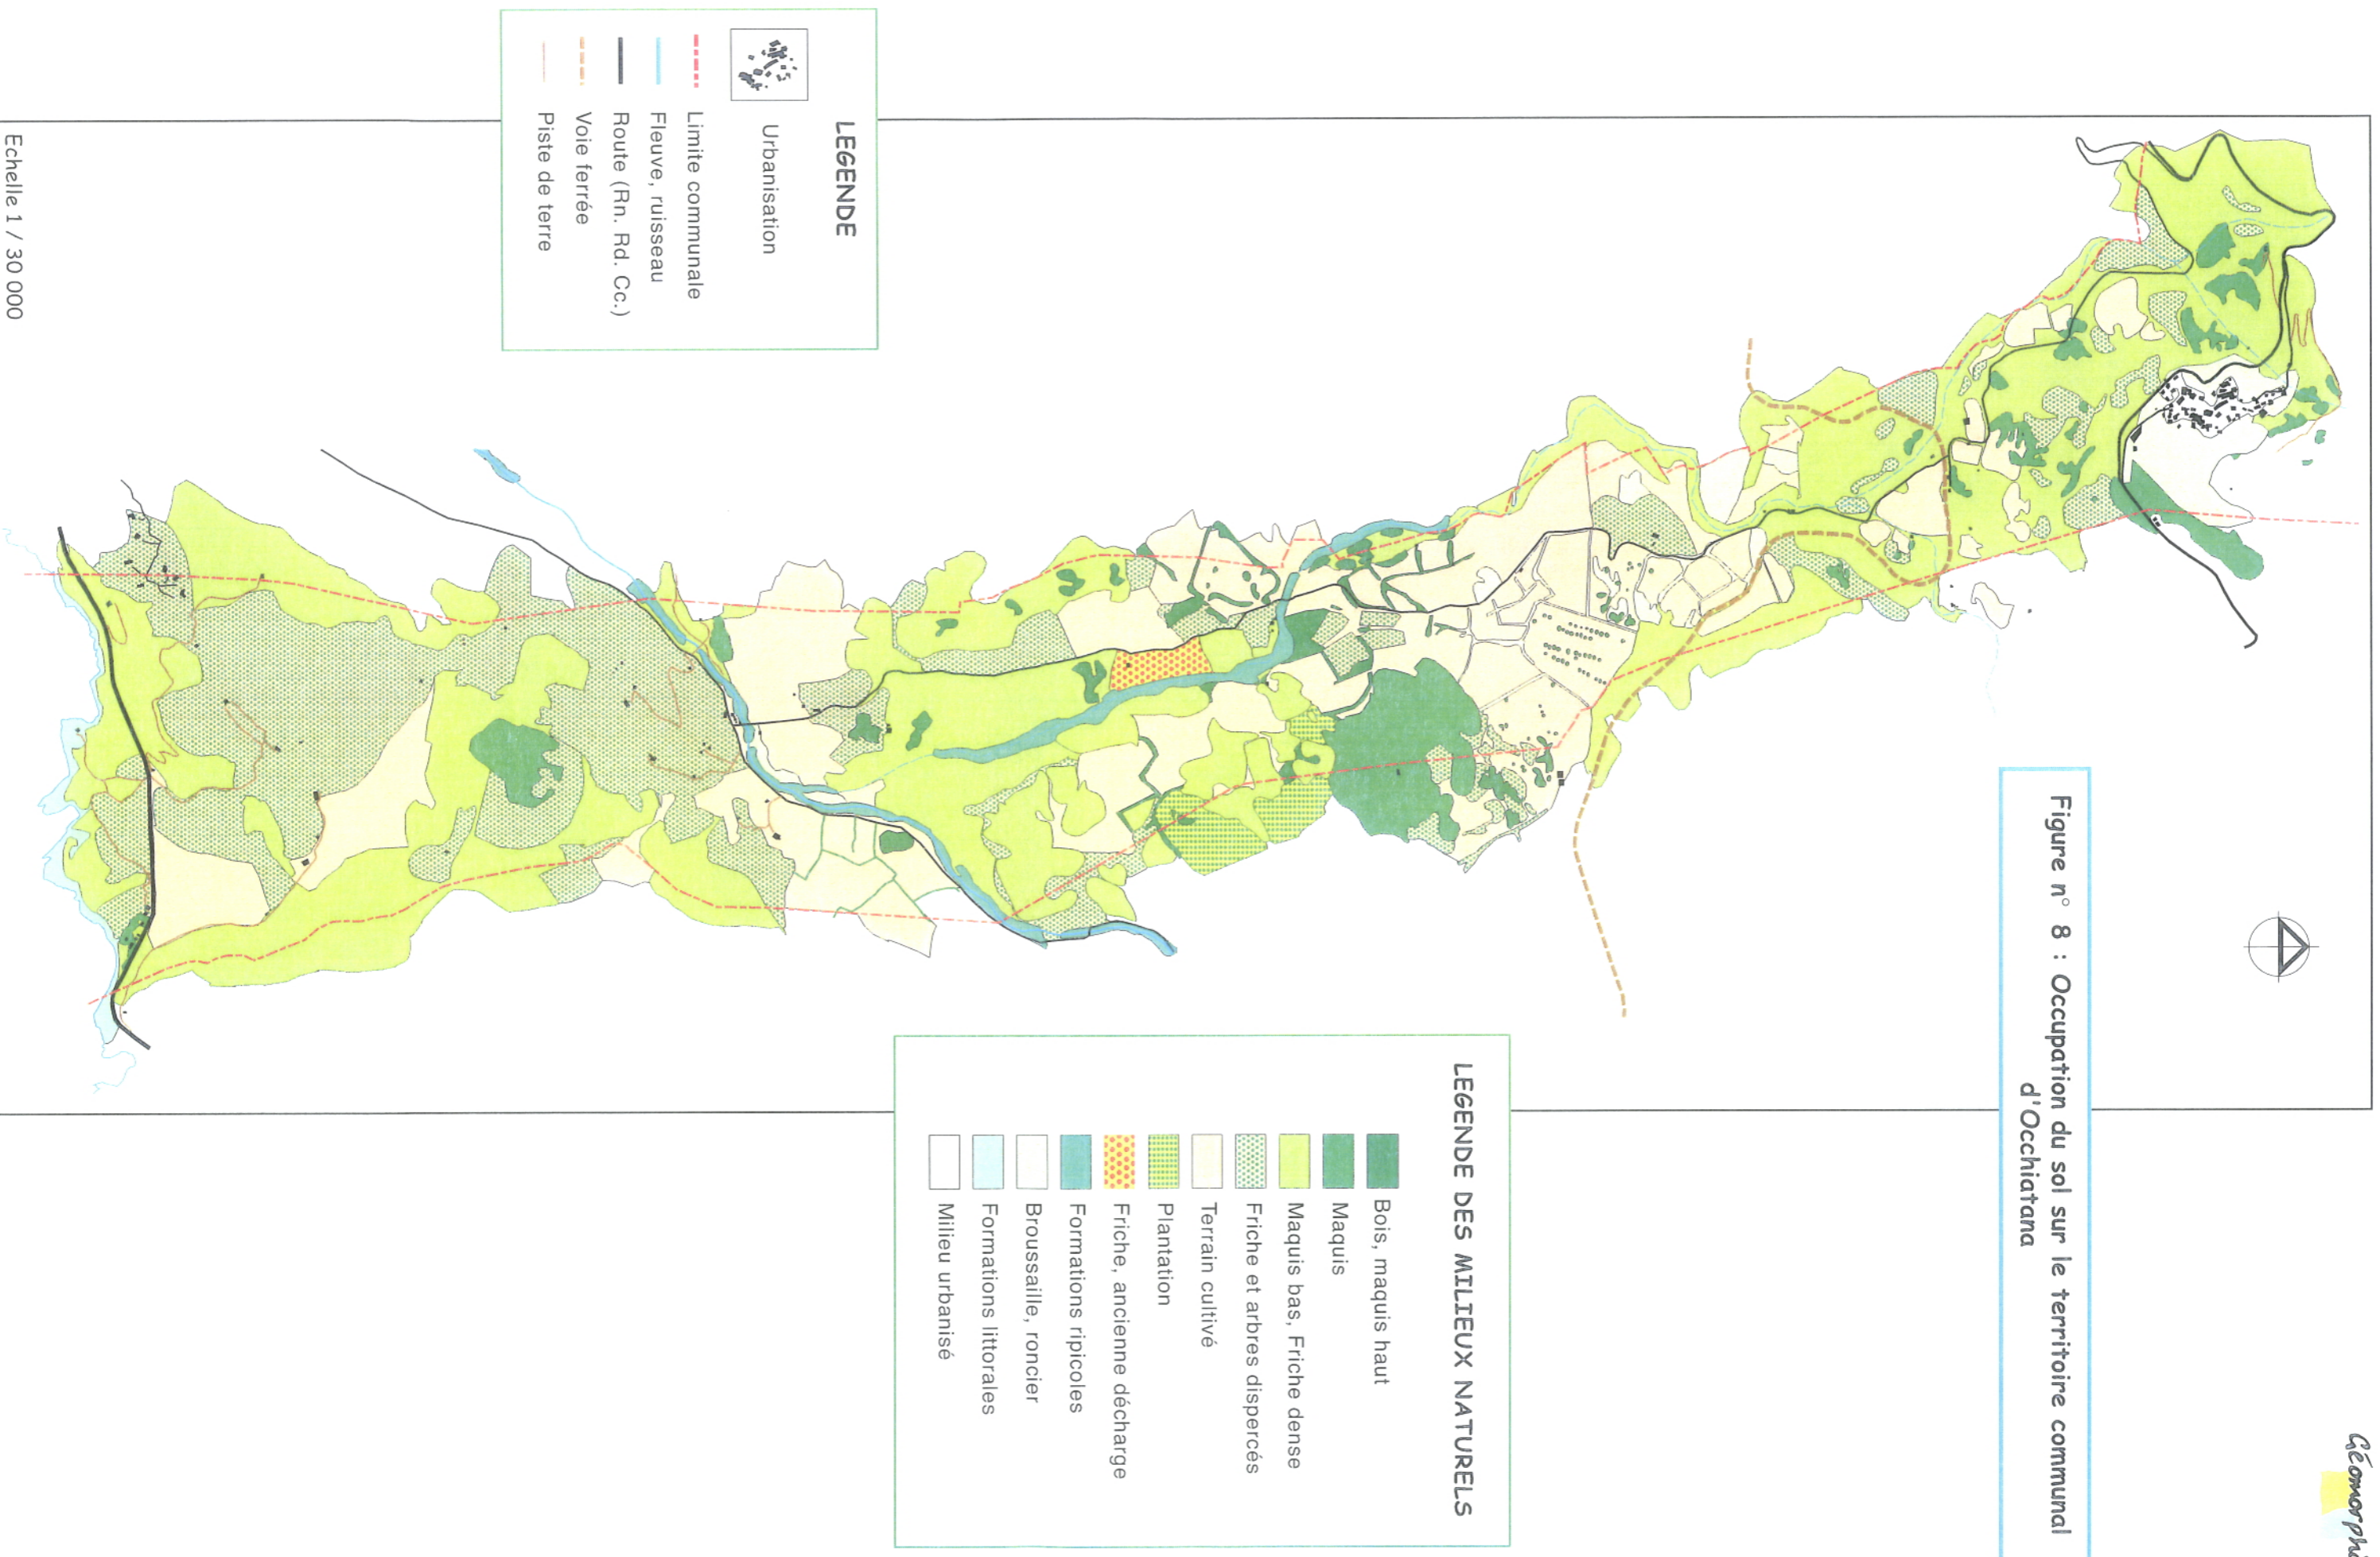 Géomorph
Figure n° 8 : Occupation du sol sur le territoire communal
d'Occhiatana
LEGENDE
Urbanisation
Limite communale
Fleuve, ruisseau
Route (Rn. Rd. Cc.)
Voie ferrée
Piste de terre
LEGENDE DES MILIEUX NATURELS
Bois, maquis haut
Maquis
Maquis bas, Friche dense
Friche et arbres dispercés
Terrain cultivé
Plantation
Friche, ancienne décharge
Formations ripicoles
Broussaille, roncier
Formations littorales
Milieu urbanisé
Echelle 1 / 30 000